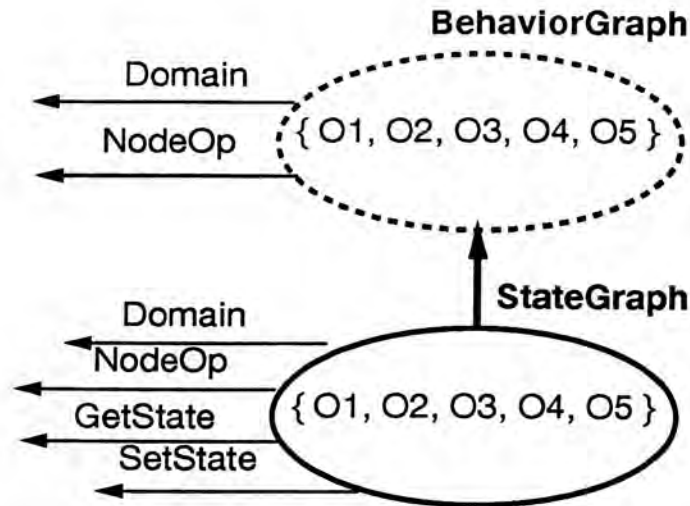 BehaviorGraph
Domain
{ O1, O2, O3, O4, O5 }
NodeOp
StateGraph
Domain
NodeOp
{ O1, O2, O3, O4, O5 }
GetState
SetState